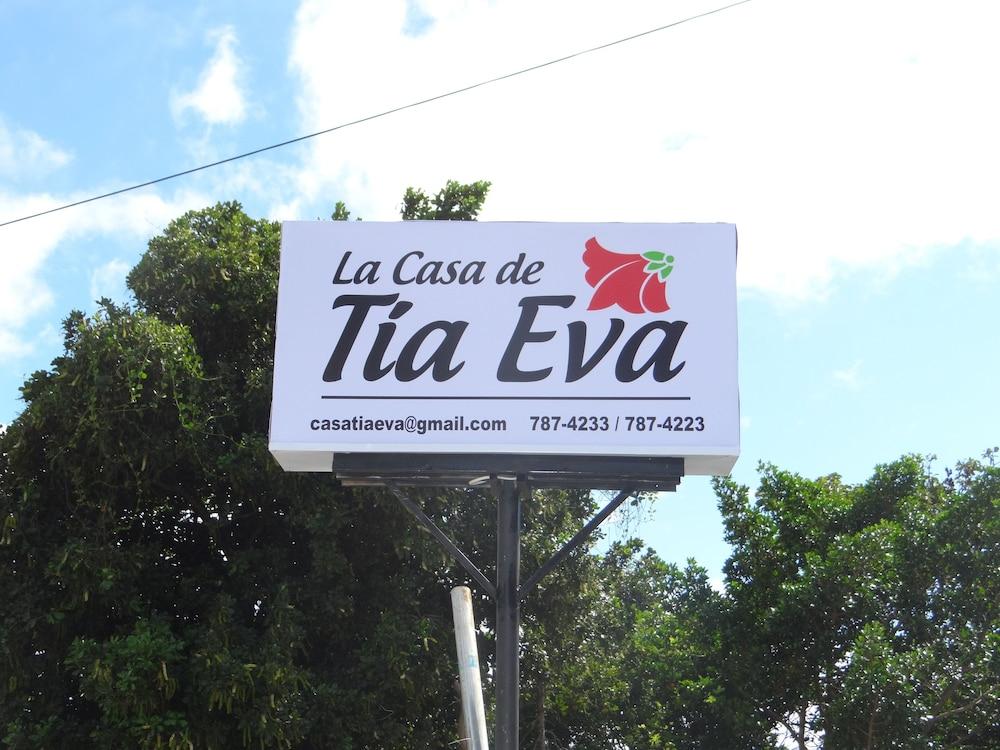 La Casa de
Tía Eva
casatiaeva@gmail.com 787-4233 / 787-4223